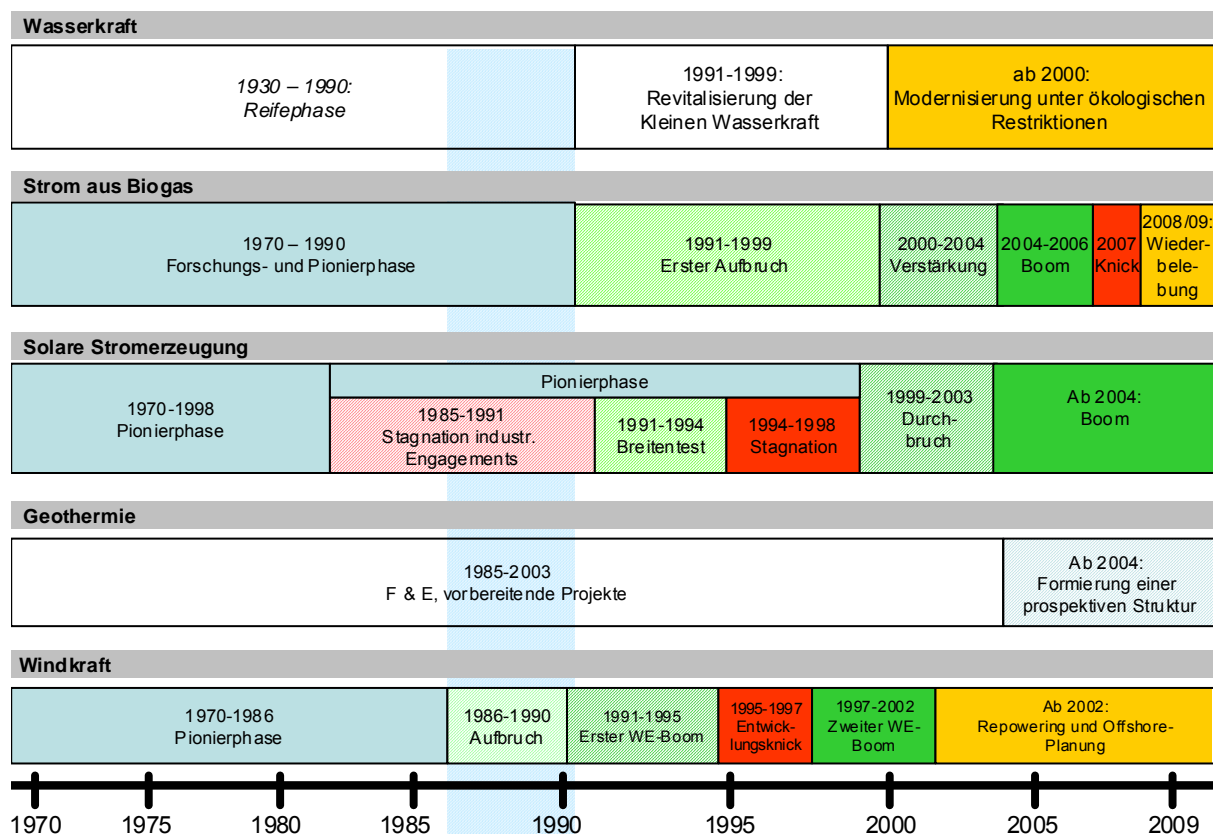 Wasserkraft
1930 – 1990:
Reifephase
1991-1999:
Revitalisierung der
Kleinen Wasserkraft
ab 2000:
Modernisierung unter ökologischen
Restriktionen
Strom aus Biogas
1970 – 1990
Forschungs- und Pionierphase
1991-1999
Erster Aufbruch
2000-2004
Verstärkung
2004-2006
Boom
2007
Knick
2008/09:
Wieder-
bele-
bung
Solare Stromerzeugung
1970-1998
Pionierphase
Pionierphase
1985-1991
Stagnation industr.
Engagements
1991-1994
Breitentest
1994-1998
Stagnation
1999-2003
Durch-
bruch
Ab 2004:
Boom
Geothermie
1985-2003
F & E, vorbereitende Projekte
Ab 2004:
Formierung einer
prospektiven Struktur
Windkraft
1970-1986
Pionierphase
1986-1990
Aufbruch
1991-1995
Erster WE-Boom
1995-1997
Entwick-
lungsknick
1997-2002
Zweiter WE-
Boom
Ab 2002:
Repowering und Offshore-
Planung
1970 1975 1980 1985 1990 1995 2000 2005 2009